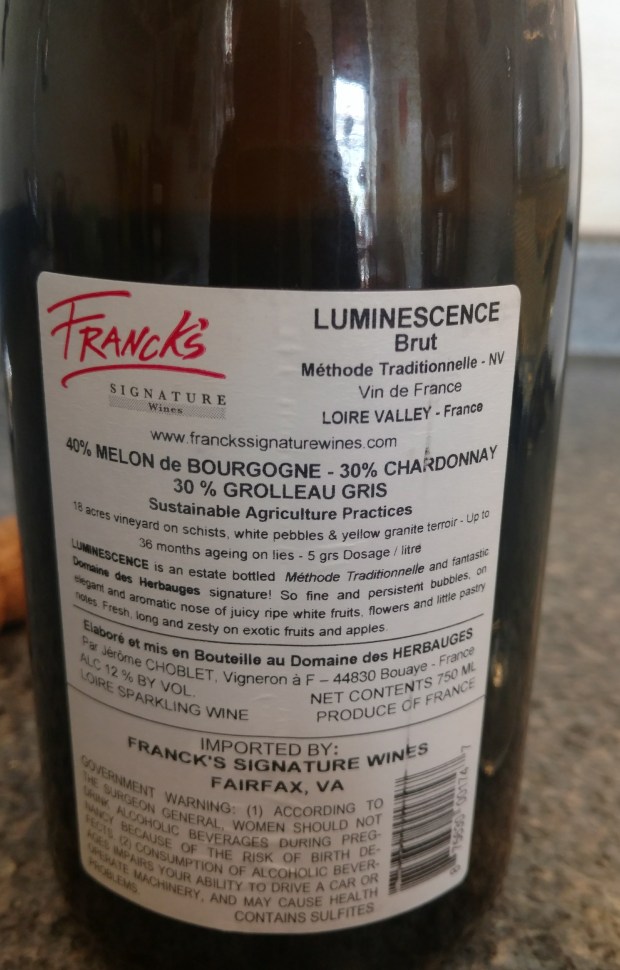 FRANCK'S
SIGNATURE
Wines
LUMINESCENCE
Brut
Méthode Traditionnelle - NV
Vin de France
LOIRE VALLEY - France
www.franckssignaturewines.com
40% MELON de BOURGOGNE - 30% CHARDONNAY
30 % GROLLEAU GRIS
Sustainable Agriculture Practices
18 acres vineyard on schists, white pebbles & yellow granite terroir - Up to
36 months ageing on lies - 5 grs Dosage / litre
LUMINESCENCE is an estate bottled Méthode Traditionnelle and fantastic
Domaine des Herbauges signature! So fine and persistent bubbles, on
elegant and aromatic nose of juicy ripe white fruits, flowers and little pastry
notes. Fresh, long and zesty on exotic fruits and apples.
Elaboré et mis en Bouteille au Domaine des HERBAUGES
Par Jérôme CHOBLET, Vigneron à F – 44830 Bouaye - France
ALC 12 % BY VOL.
NET CONTENTS 750 ML
LOIRE SPARKLING WINE
PRODUCE OF FRANCE
IMPORTED BY:
FRANCK'S SIGNATURE WINES
FAIRFAX, VA
GOVERNMENT WARNING: (1) ACCORDING TO
THE SURGEON GENERAL, WOMEN SHOULD NOT
DRINK ALCOHOLIC BEVERAGES DURING PREG-
NANCY BECAUSE OF THE RISK OF BIRTH DE-
FECTS. (2) CONSUMPTION OF ALCOHOLIC BEVER-
AGES IMPAIRS YOUR ABILITY TO DRIVE A CAR OR
OPERATE MACHINERY, AND MAY CAUSE HEALTH
PROBLEMS.
CONTAINS SULFITES